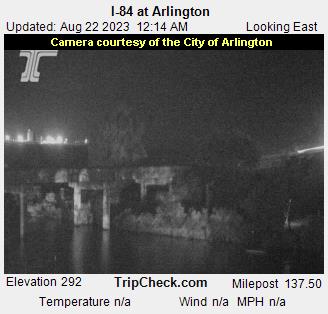 I-84 at Arlington
Updated: Aug 22 2023 12:14 AM Looking East
Camera courtesy of the City of Arlington
Elevation 292 TripCheck.com Milepost 137.50
Temperature n/a Wind n/a MPH n/a